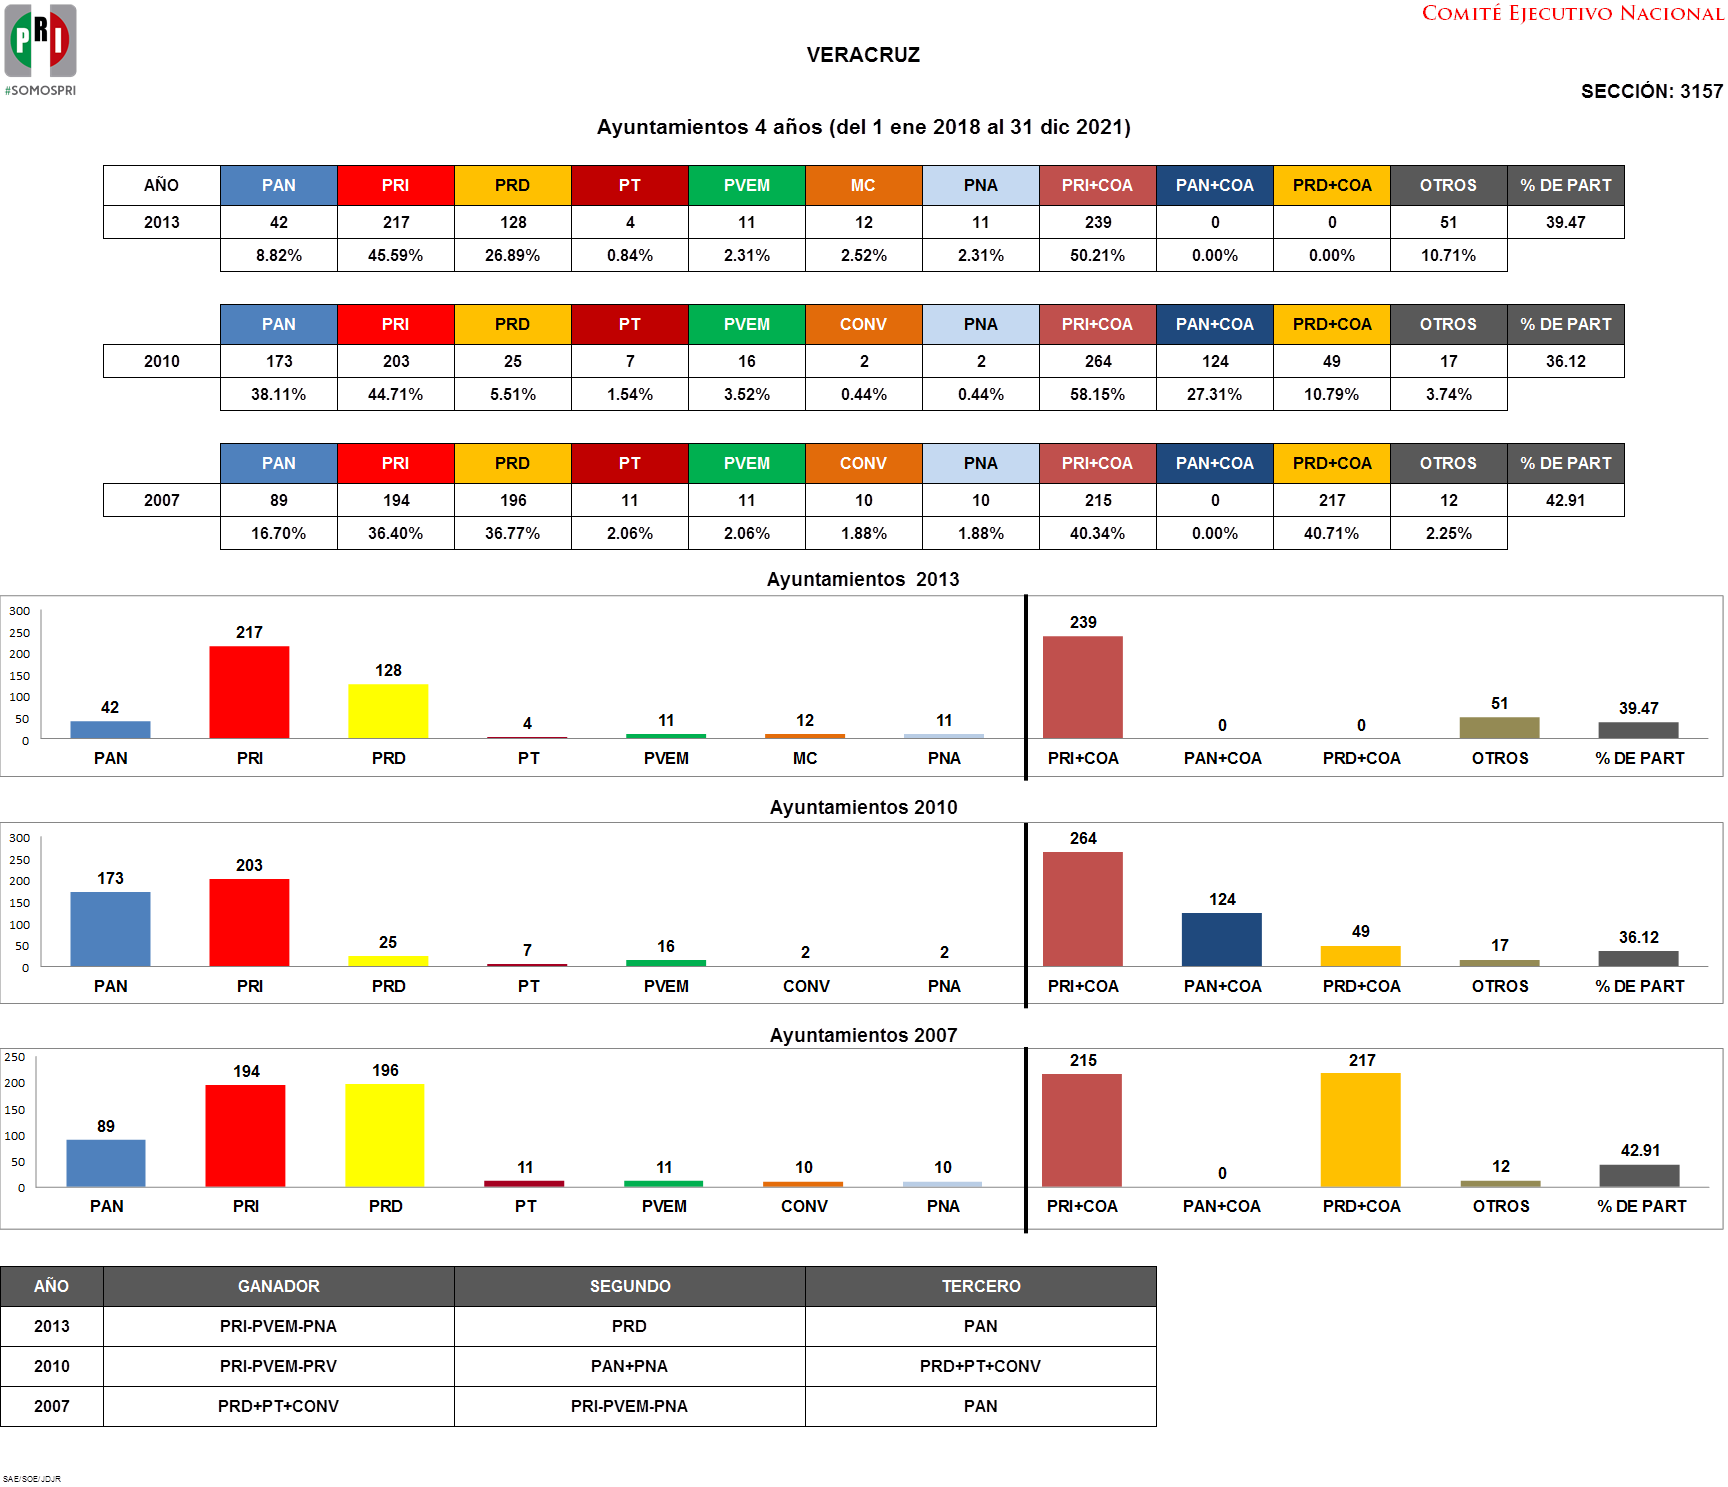 PRI
#SOMOSPRI
COMITÉ EJECUTIVO NACIONAL
VERACRUZ
SECCIÓN: 3157
Ayuntamientos 4 años (del 1 ene 2018 al 31 dic 2021)
AÑO PAN PRI PRD PT PVEM MC PNA PRI+COA PAN+COA PRD+COA OTROS % DE PART
2013 42 217 128 4 11 12 11 239 0 0 51 39.47
8.82% 45.59% 26.89% 0.84% 2.31% 2.52% 2.31% 50.21% 0.00% 0.00% 10.71%
PAN PRI PRD PT PVEM CONV PNA PRI+COA PAN+COA PRD+COA OTROS % DE PART
2010 173 203 25 7 16 2 2 264 124 49 17 36.12
38.11% 44.71% 5.51% 1.54% 3.52% 0.44% 0.44% 58.15% 27.31% 10.79% 3.74%
PAN PRI PRD PT PVEM CONV PNA PRI+COA PAN+COA PRD+COA OTROS % DE PART
2007 89 194 196 11 11 10 10 215 0 217 12 42.91
16.70% 36.40% 36.77% 2.06% 2.06% 1.88% 1.88% 40.34% 0.00% 40.71% 2.25%
Ayuntamientos 2013
300
250
200
150
100
50
0
42 217 128 4 11 12 11 239 0 0 51 39.47
PAN PRI PRD PT PVEM MC PNA PRI+COA PAN+COA PRD+COA OTROS % DE PART
Ayuntamientos 2010
300
250
200
150
100
50
0
173 203 25 7 16 2 2 264 124 49 17 36.12
PAN PRI PRD PT PVEM CONV PNA PRI+COA PAN+COA PRD+COA OTROS % DE PART
Ayuntamientos 2007
250
200
150
100
50
0
89 194 196 11 11 10 10 215 0 217 12 42.91
PAN PRI PRD PT PVEM CONV PNA PRI+COA PAN+COA PRD+COA OTROS % DE PART
AÑO GANADOR SEGUNDO TERCERO
2013 PRI-PVEM-PNA PRD PAN
2010 PRI-PVEM-PRV PAN+PNA PRD+PT+CONV
2007 PRD+PT+CONV PRI-PVEM-PNA PAN
SAE/SOE/JDJR